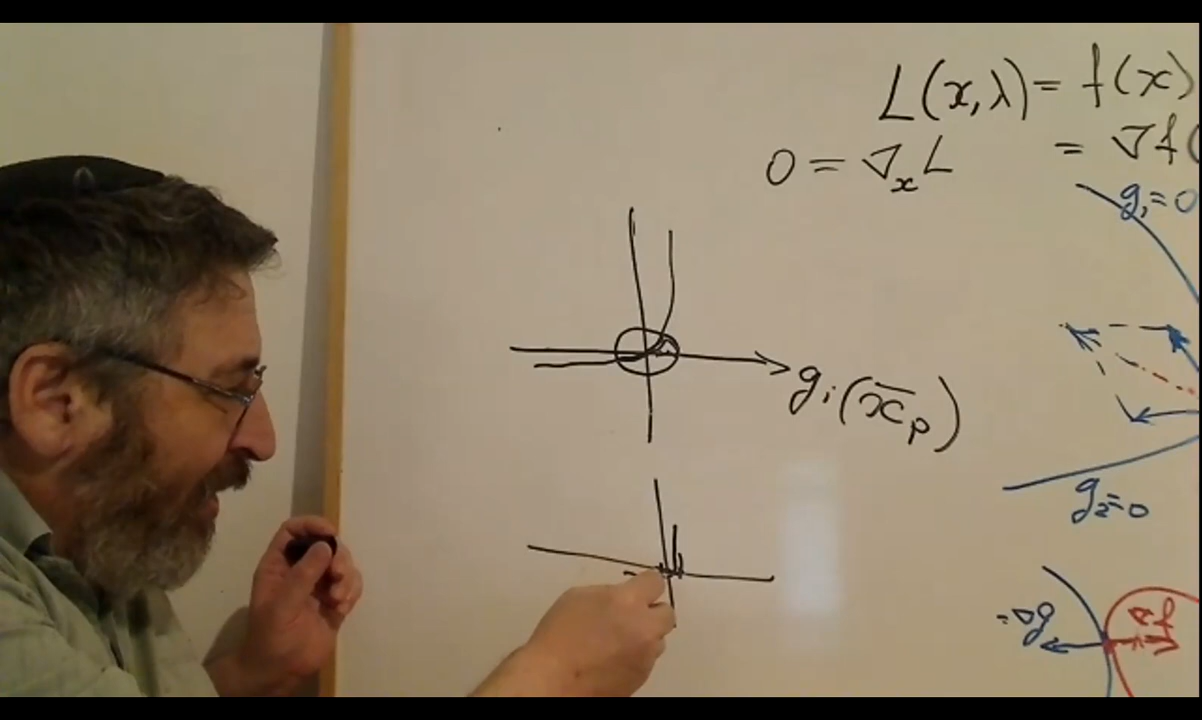 L(x,λ)= f(x)
0 = ∇ₓL = ∇f(
g₁=0
gᵢ(x̄ₚ)
g₂=0
-∇g
∇f